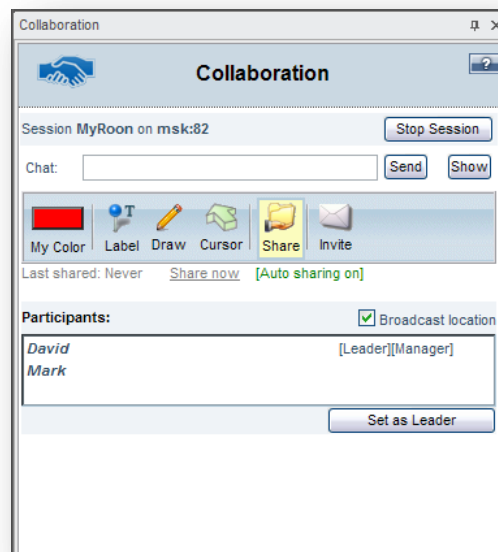 Collaboration
Collaboration
?
Session MyRoon on msk:82 Stop Session
Chat: Send Show
T
My Color Label Draw Cursor Share Invite
Last shared: Never Share now [Auto sharing on]
Participants: Broadcast location
David [Leader][Manager]
Mark
Set as Leader